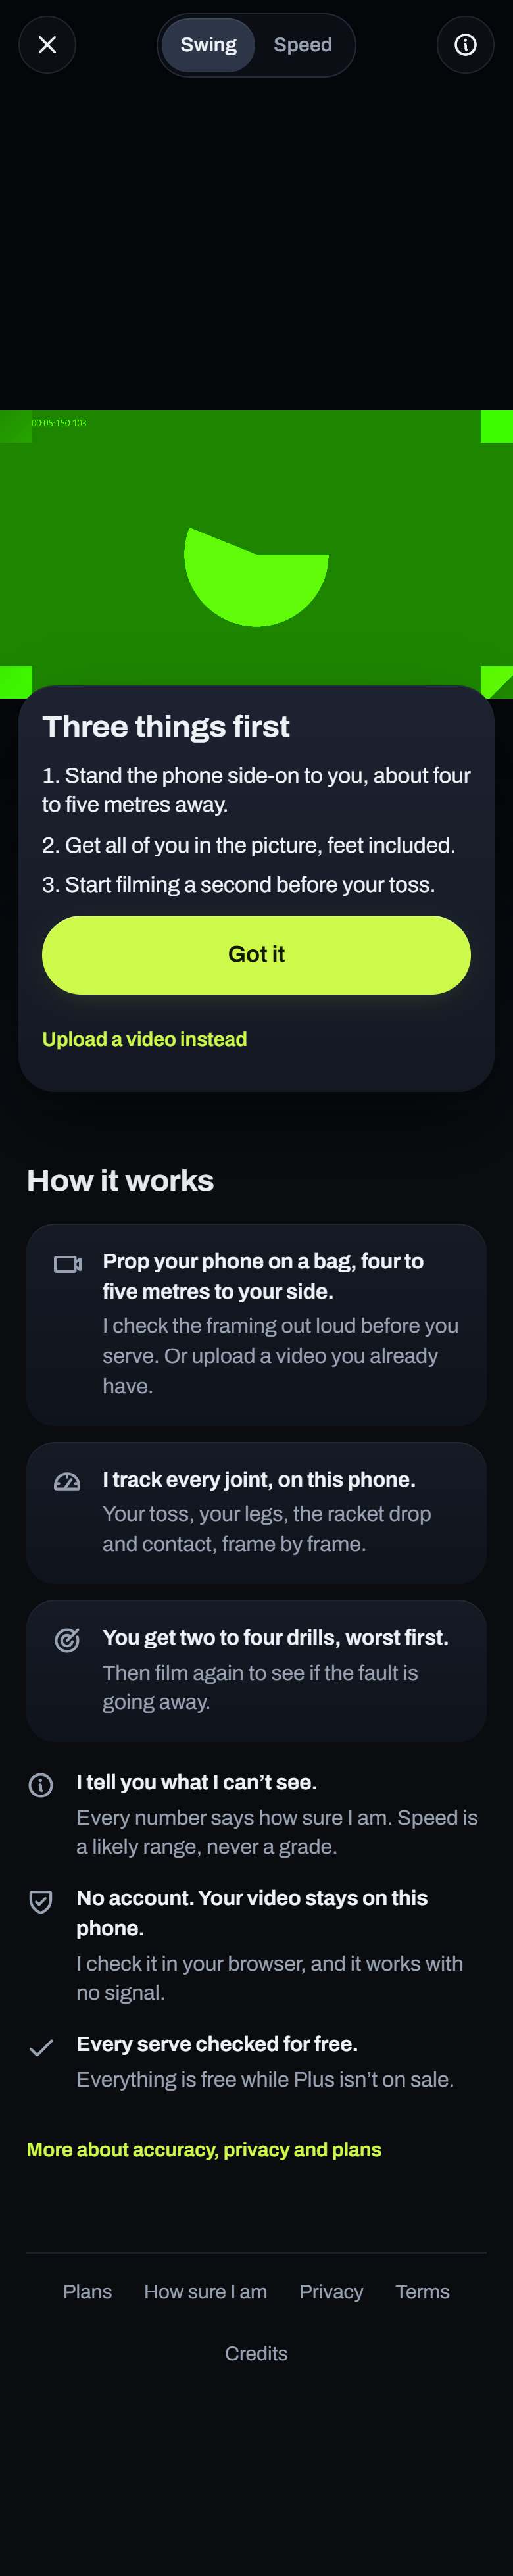 Swing
Speed
00:05:150 103
Three things first
1. Stand the phone side-on to you, about four
to five metres away.
2. Get all of you in the picture, feet included.
3. Start filming a second before your toss.
Got it
Upload a video instead
How it works
Prop your phone on a bag, four to
five metres to your side.
I check the framing out loud before you
serve. Or upload a video you already
have.
I track every joint, on this phone.
Your toss, your legs, the racket drop
and contact, frame by frame.
You get two to four drills, worst first.
Then film again to see if the fault is
going away.
I tell you what I can’t see.
Every number says how sure I am. Speed is
a likely range, never a grade.
No account. Your video stays on this
phone.
I check it in your browser, and it works with
no signal.
Every serve checked for free.
Everything is free while Plus isn’t on sale.
More about accuracy, privacy and plans
Plans
How sure I am
Privacy
Terms
Credits